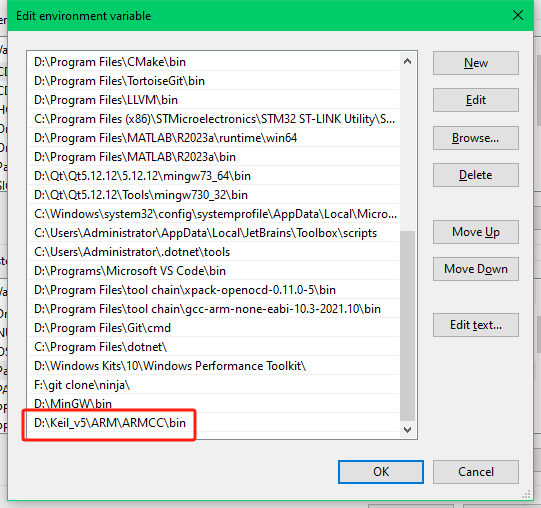 Edit environment variable
D:\Program Files\CMake\bin
D:\Program Files\TortoiseGit\bin
D:\Program Files\LLVM\bin
C:\Program Files (x86)\STMicroelectronics\STM32 ST-LINK Utility\S...
D:\Program Files\MATLAB\R2023a\runtime\win64
D:\Program Files\MATLAB\R2023a\bin
D:\Qt\Qt5.12.12\5.12.12\mingw73_64\bin
D:\Qt\Qt5.12.12\Tools\mingw730_32\bin
C:\Windows\system32\config\systemprofile\AppData\Local\Micro...
C:\Users\Administrator\AppData\Local\JetBrains\Toolbox\scripts
C:\Users\Administrator\.dotnet\tools
D:\Programs\Microsoft VS Code\bin
D:\Program Files\tool chain\xpack-openocd-0.11.0-5\bin
D:\Program Files\tool chain\gcc-arm-none-eabi-10.3-2021.10\bin
D:\Program Files\Git\cmd
C:\Program Files\dotnet\
D:\Windows Kits\10\Windows Performance Toolkit\
F:\git clone\ninja\
D:\MinGW\bin
D:\Keil_v5\ARM\ARMCC\bin
New
Edit
Browse...
Delete
Move Up
Move Down
Edit text...
OK
Cancel